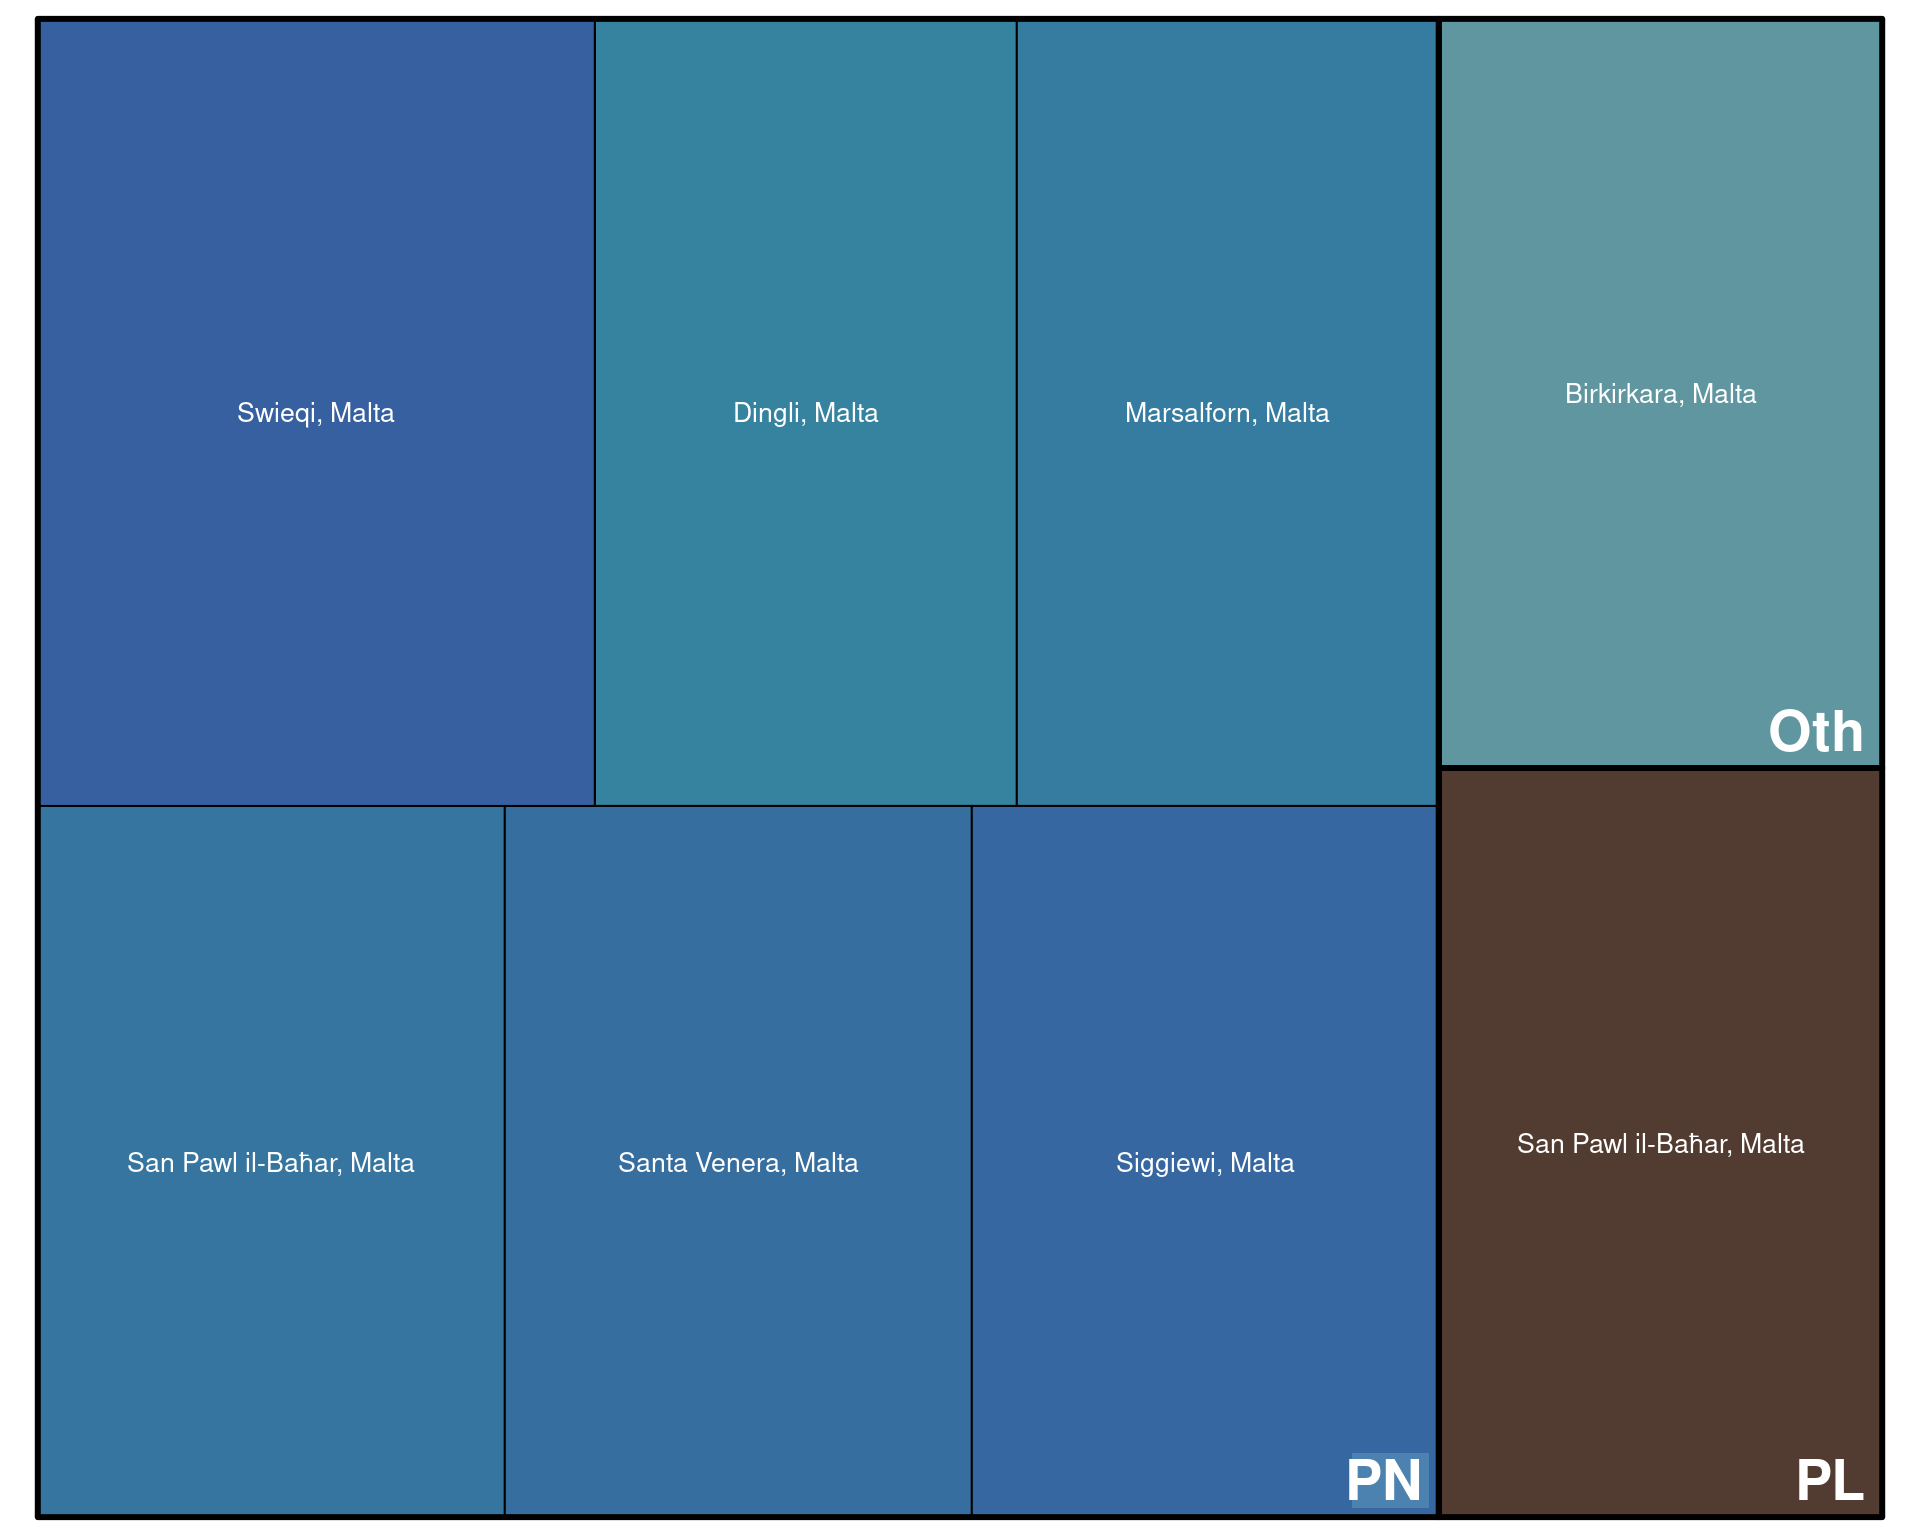 Swieqi, Malta
Dingli, Malta
Marsalforn, Malta
Birkirkara, Malta
Oth
San Pawl il-Baħar, Malta
Santa Venera, Malta
Siggiewi, Malta
PN
San Pawl il-Baħar, Malta
PL